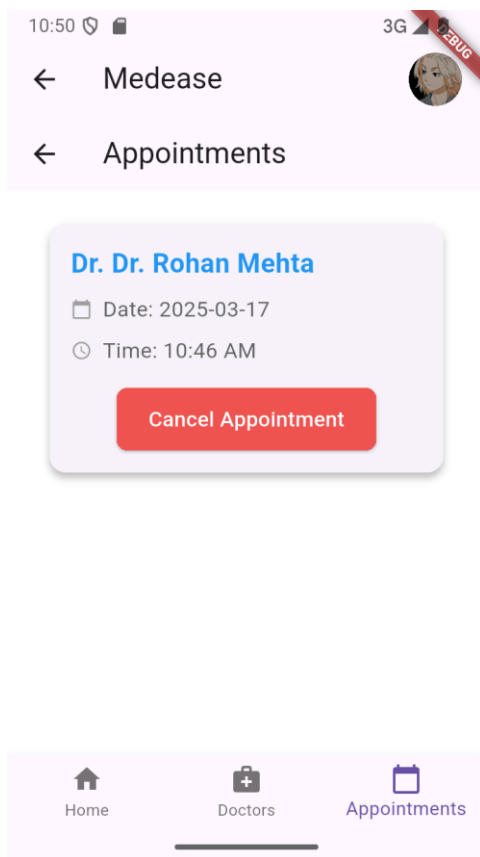 10:50
3G
DEBUG
Medease
Appointments
Dr. Dr. Rohan Mehta
Date: 2025-03-17
Time: 10:46 AM
Cancel Appointment
Home
Doctors
Appointments